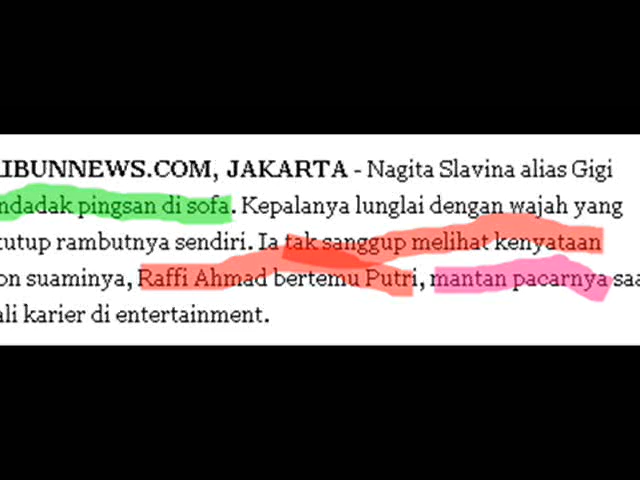 IBUNNEWS.COM, JAKARTA - Nagita Slavina alias Gigi
ndadak pingsan di sofa. Kepalanya lunglai dengan wajah yang
tutup rambutnya sendiri. Ia tak sanggup melihat kenyataan
on suaminya, Raffi Ahmad bertemu Putri, mantan pacarnya saa
ali karier di entertainment.